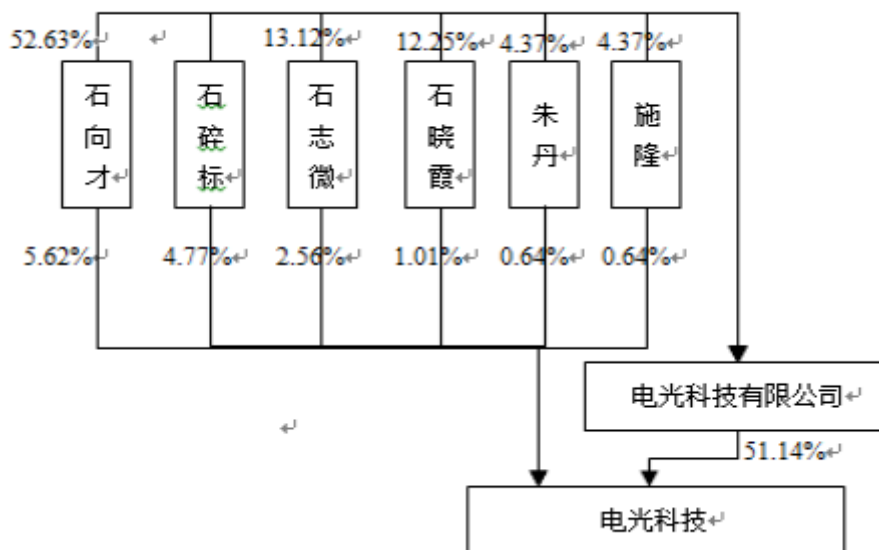 52.63% 13.12% 12.25% 4.37% 4.37%
石向才
石碎标
石志微
石晓霞
朱丹
施隆
5.62% 4.77% 2.56% 1.01% 0.64% 0.64%
电光科技有限公司
51.14%
电光科技